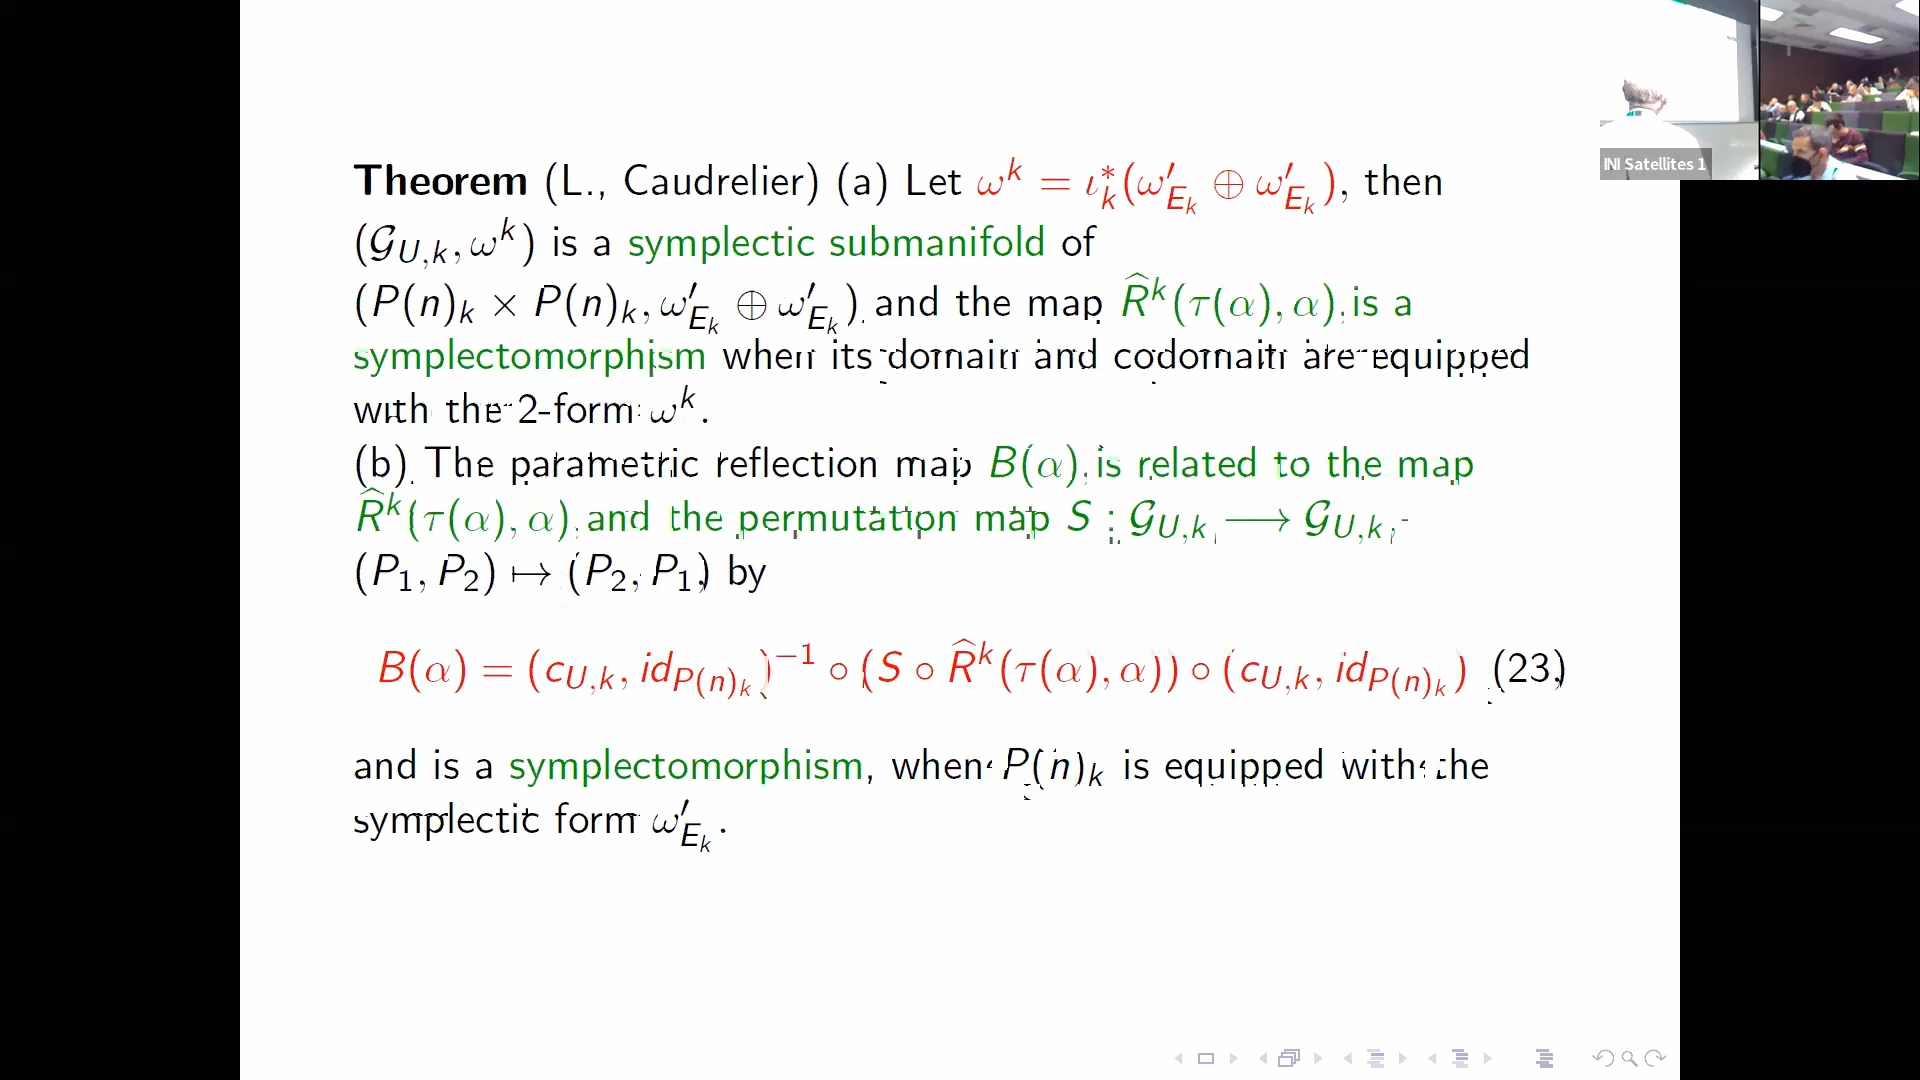 Theorem (L., Caudrelier) (a) Let ω^k = ι_k^*(ω′_{E_k} ⊕ ω′_{E_k}), then
(𝒢_{U,k}, ω^k) is a symplectic submanifold of
(P(n)_k × P(n)_k, ω′_{E_k} ⊕ ω′_{E_k}) and the map R̂^k(τ(α), α) is a
symplectomorphism when its domain and codomain are equipped
with the 2-form ω^k.
(b) The parametric reflection map B(α) is related to the map
R̂^k(τ(α), α) and the permutation map S : 𝒢_{U,k} ⟶ 𝒢_{U,k},
(P_1, P_2) ↦ (P_2, P_1) by
B(α) = (c_{U,k}, id_{P(n)_k})^{-1} ∘ (S ∘ R̂^k(τ(α), α)) ∘ (c_{U,k}, id_{P(n)_k}) (23)
and is a symplectomorphism, when P(n)_k is equipped with the
symplectic form ω′_{E_k}.
INI Satellites 1